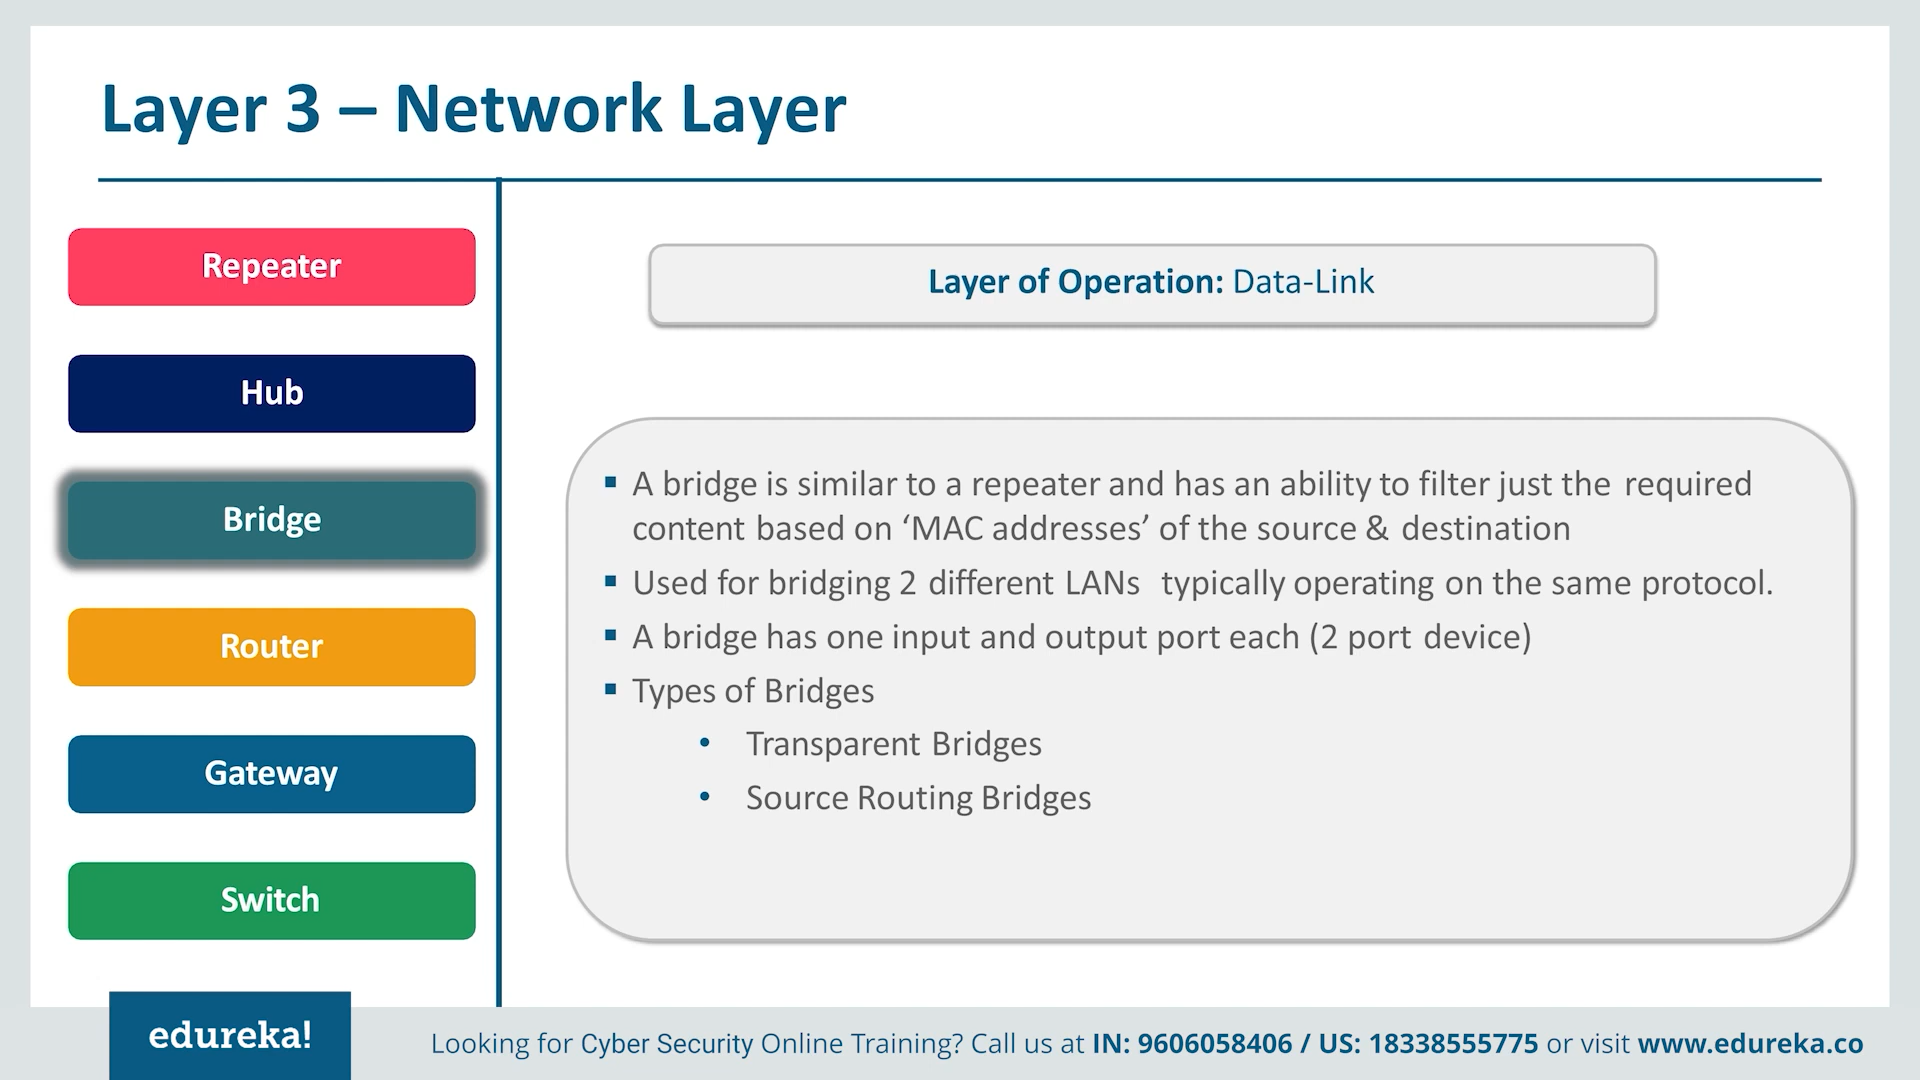 Layer 3 – Network Layer
Repeater
Hub
Bridge
Router
Gateway
Switch
Layer of Operation: Data-Link
▪ A bridge is similar to a repeater and has an ability to filter just the required
content based on ‘MAC addresses’ of the source & destination
▪ Used for bridging 2 different LANs typically operating on the same protocol.
▪ A bridge has one input and output port each (2 port device)
▪ Types of Bridges
• Transparent Bridges
• Source Routing Bridges
edureka!
Looking for Cyber Security Online Training? Call us at IN: 9606058406 / US: 18338555775 or visit www.edureka.co